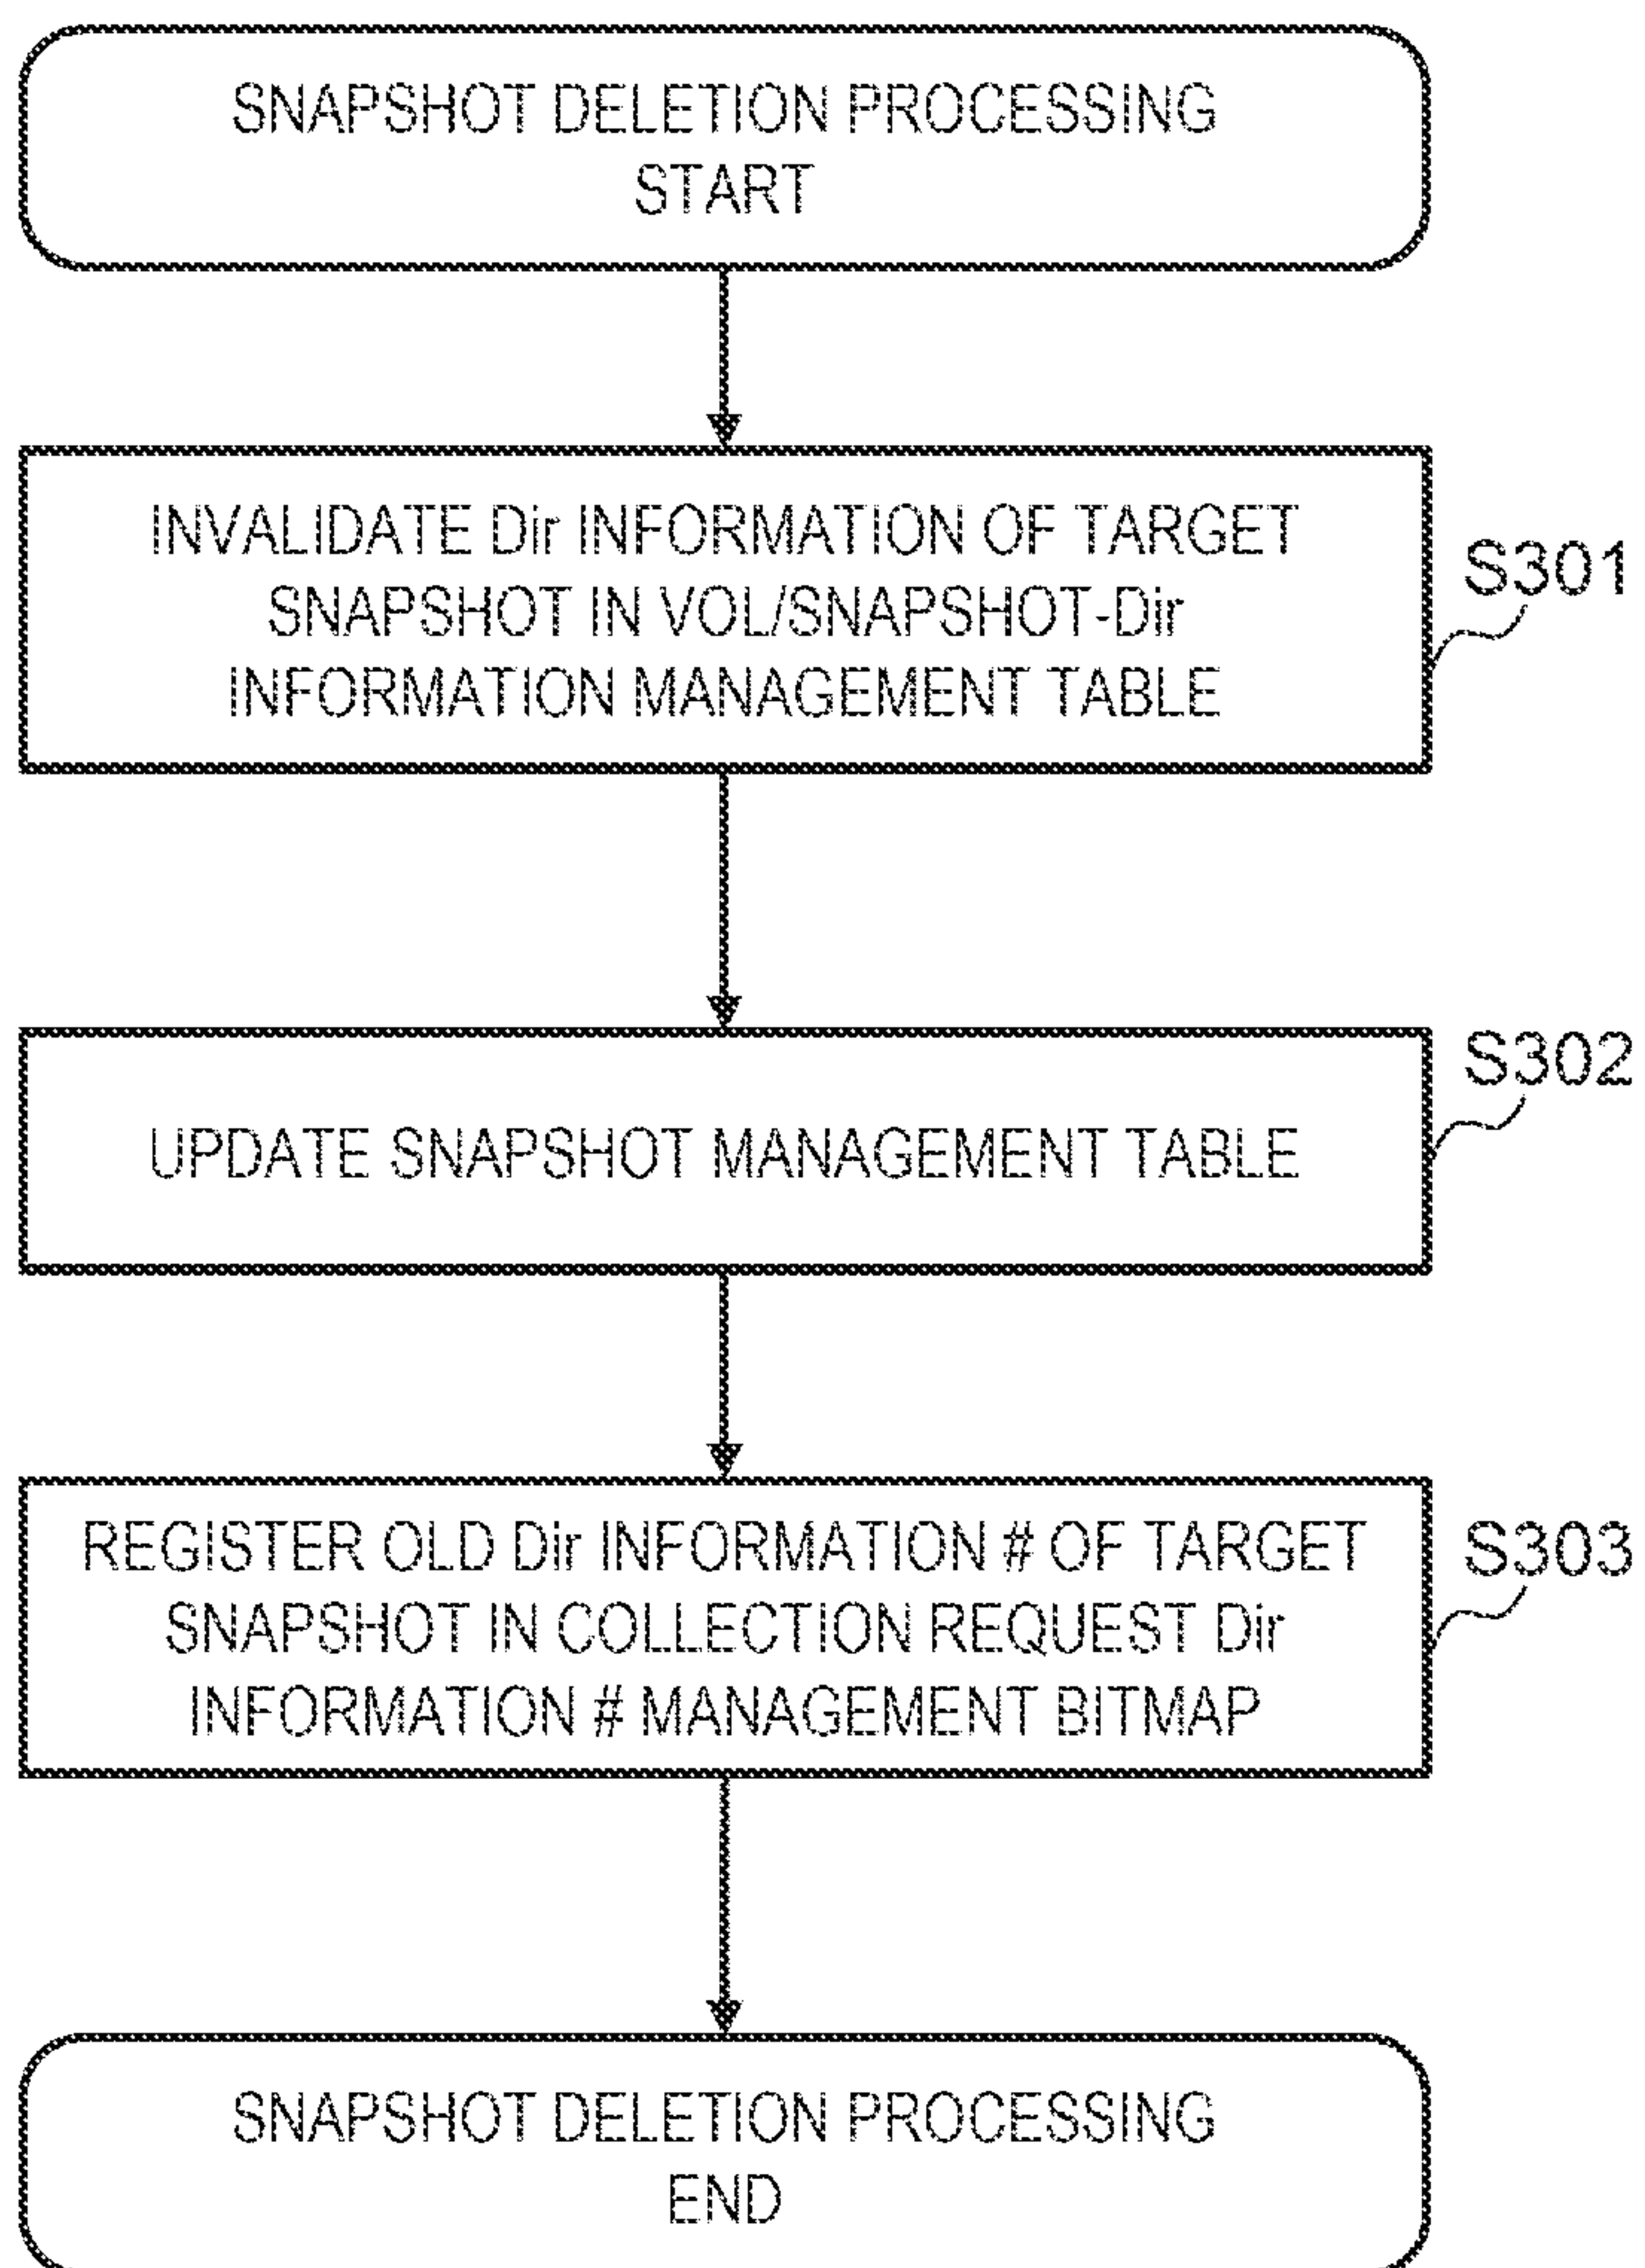 SNAPSHOT DELETION PROCESSING
START
INVALIDATE Dir INFORMATION OF TARGET
SNAPSHOT IN VOL/SNAPSHOT-Dir
INFORMATION MANAGEMENT TABLE
S301
UPDATE SNAPSHOT MANAGEMENT TABLE
S302
REGISTER OLD Dir INFORMATION # OF TARGET
SNAPSHOT IN COLLECTION REQUEST Dir
INFORMATION # MANAGEMENT BITMAP
S303
SNAPSHOT DELETION PROCESSING
END